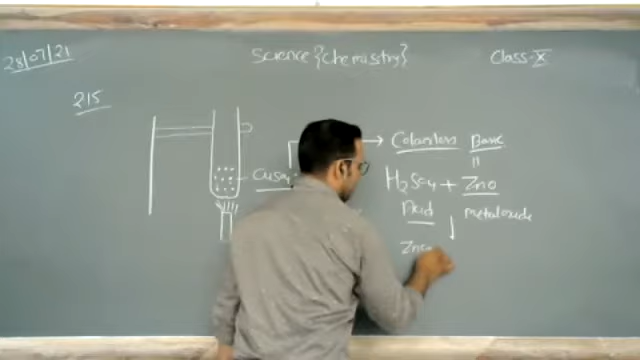 28/07/21
Science {Chemistry}
Class-X
215
CuSO4
Colourless Base
H2SO4 + ZnO
Acid
metaloxide